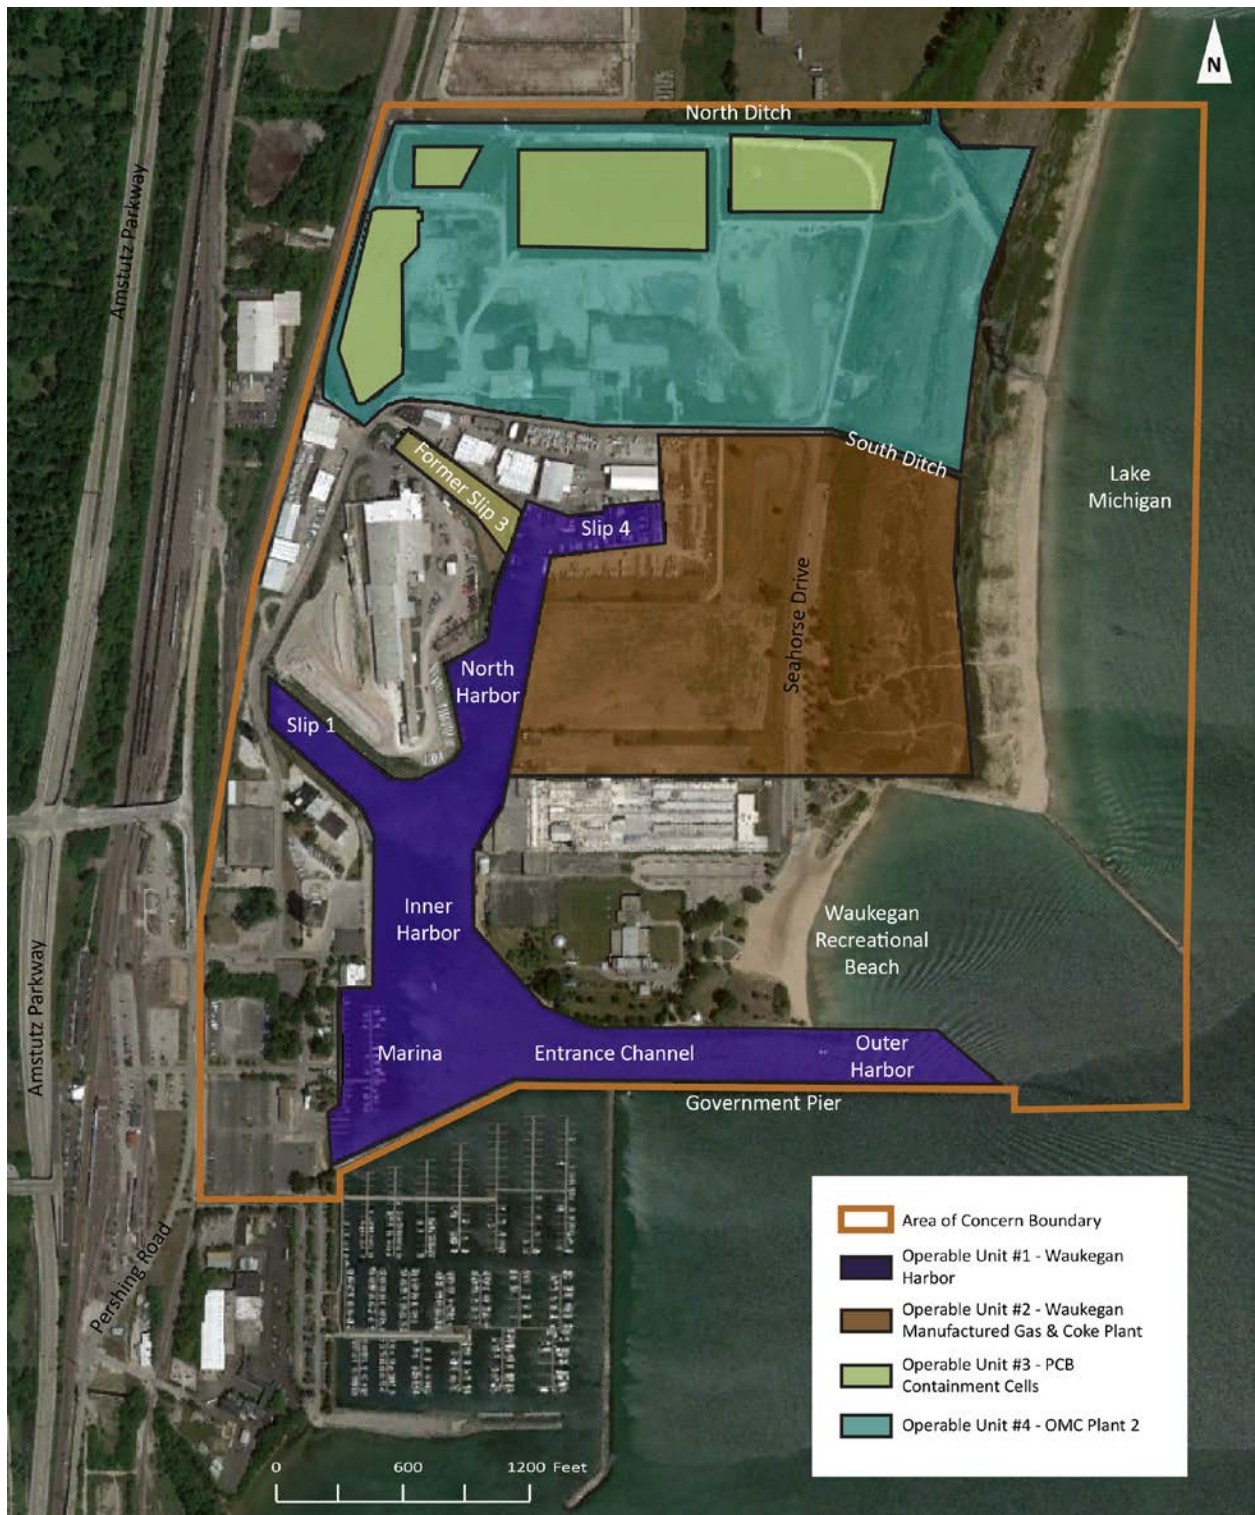 N
North Ditch
Amstutz Parkway
South Ditch
Lake
Michigan
Former Slip 3
Slip 4
Seahorse Drive
North
Harbor
Slip 1
Inner
Harbor
Waukegan
Recreational
Beach
Amstutz Parkway
Marina
Entrance Channel
Outer
Harbor
Government Pier
Pershing Road
Area of Concern Boundary
Operable Unit #1 - Waukegan
Harbor
Operable Unit #2 - Waukegan
Manufactured Gas & Coke Plant
Operable Unit #3 - PCB
Containment Cells
Operable Unit #4 - OMC Plant 2
0 600 1200 Feet